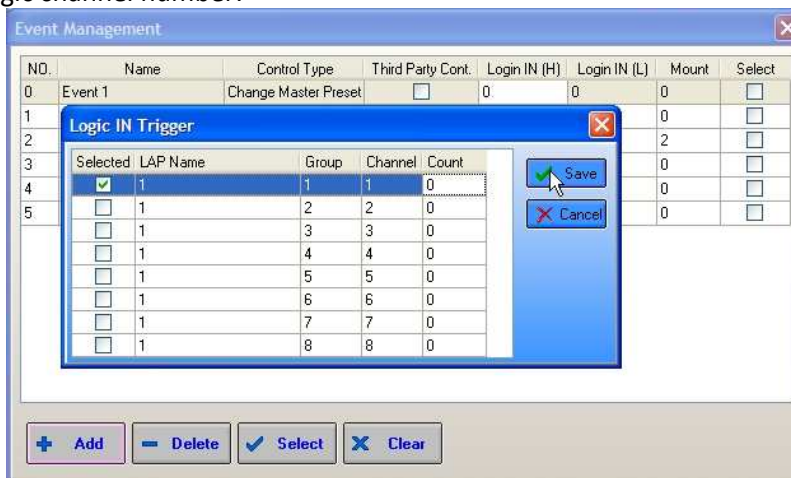 gic channel number.
Event Management
NO. Name Control Type Third Party Cont. Login IN (H) Login IN (L) Mount Select
0 Event 1 Change Master Preset 0 0 0
1 0
2 2
3 0
4 0
5 0
Logic IN Trigger
Selected LAP Name Group Channel Count
1 1 1 0
1 2 2 0
1 3 3 0
1 4 4 0
1 5 5 0
1 6 6 0
1 7 7 0
1 8 8 0
Save
Cancel
Add Delete Select Clear